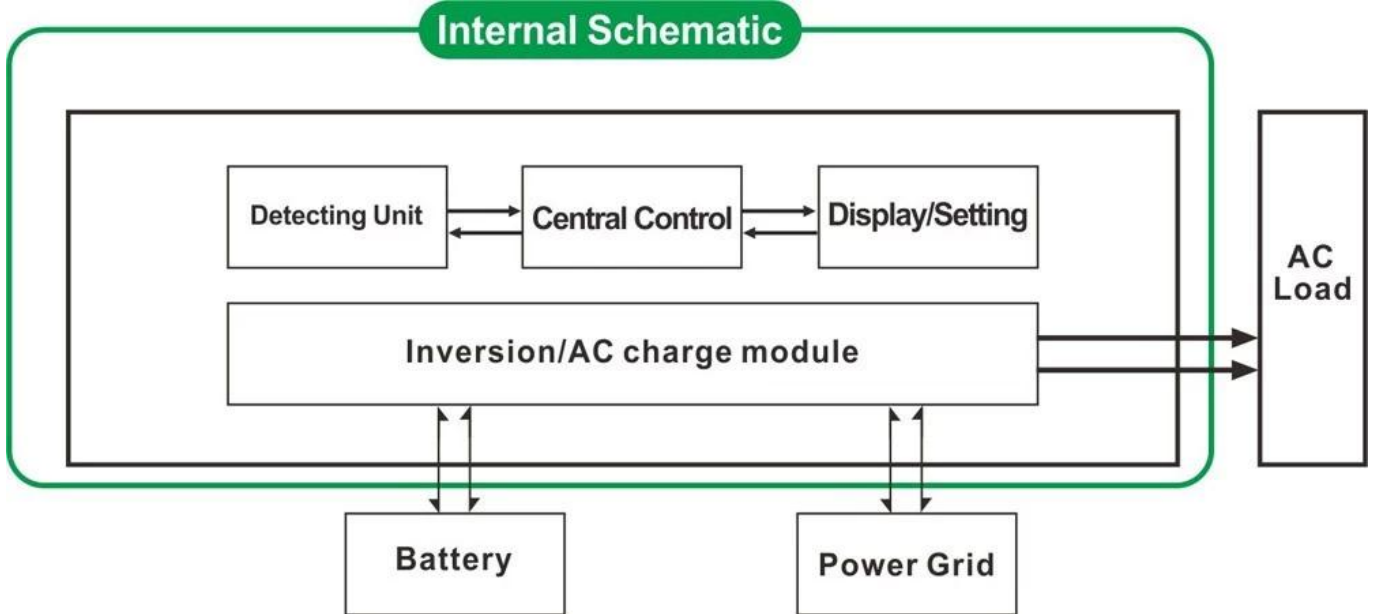 Internal Schematic
Detecting Unit
Central Control
Display/Setting
AC
Load
Inversion/AC charge module
Battery
Power Grid